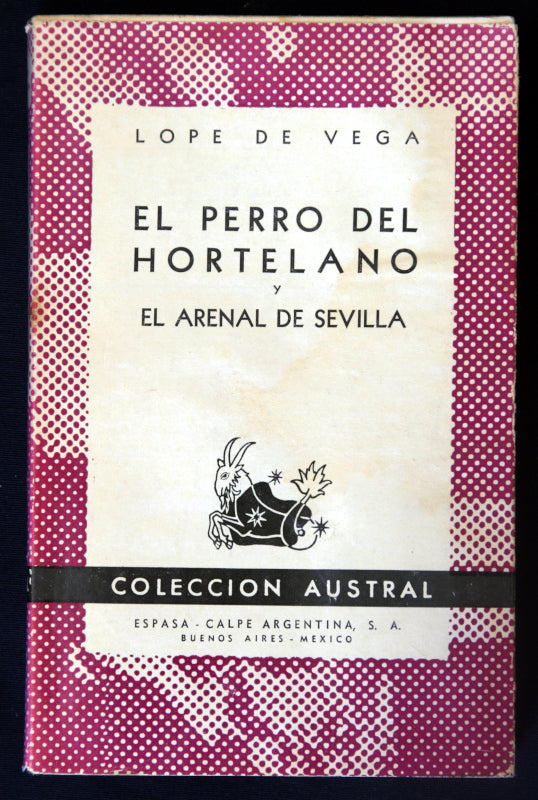 LOPE DE VEGA
EL PERRO DEL
HORTELANO
Y
EL ARENAL DE SEVILLA
COLECCION AUSTRAL
ESPASA - CALPE ARGENTINA, S. A.
BUENOS AIRES - MEXICO